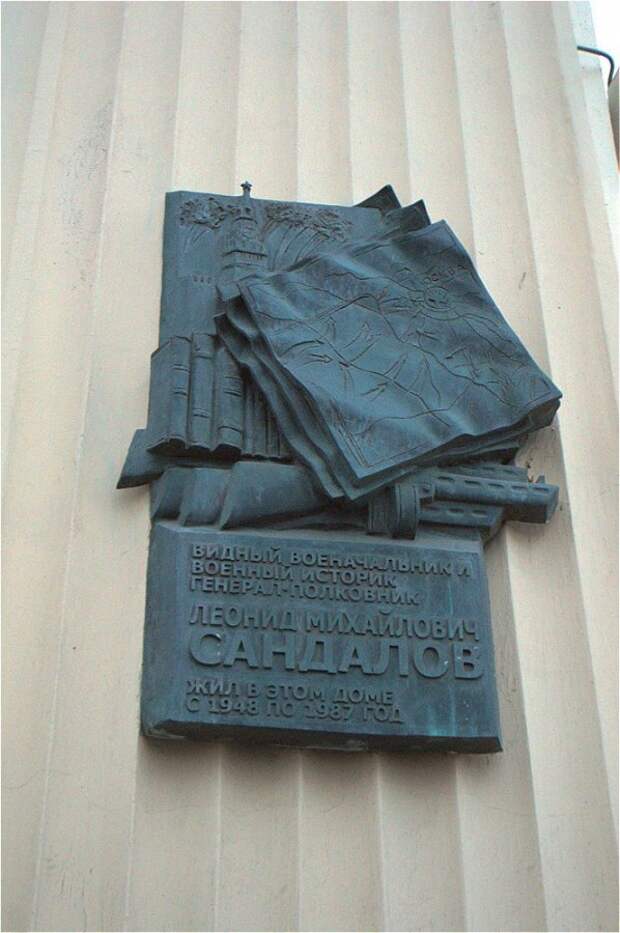 ВИДНЫЙ ВОЕНАЧАЛЬНИК И
ВОЕННЫЙ ИСТОРИК
ГЕНЕРАЛ-ПОЛКОВНИК
ЛЕОНИД МИХАЙЛОВИЧ
САНДАЛОВ
ЖИЛ В ЭТОМ ДОМЕ
С 1948 ПО 1987 ГОД